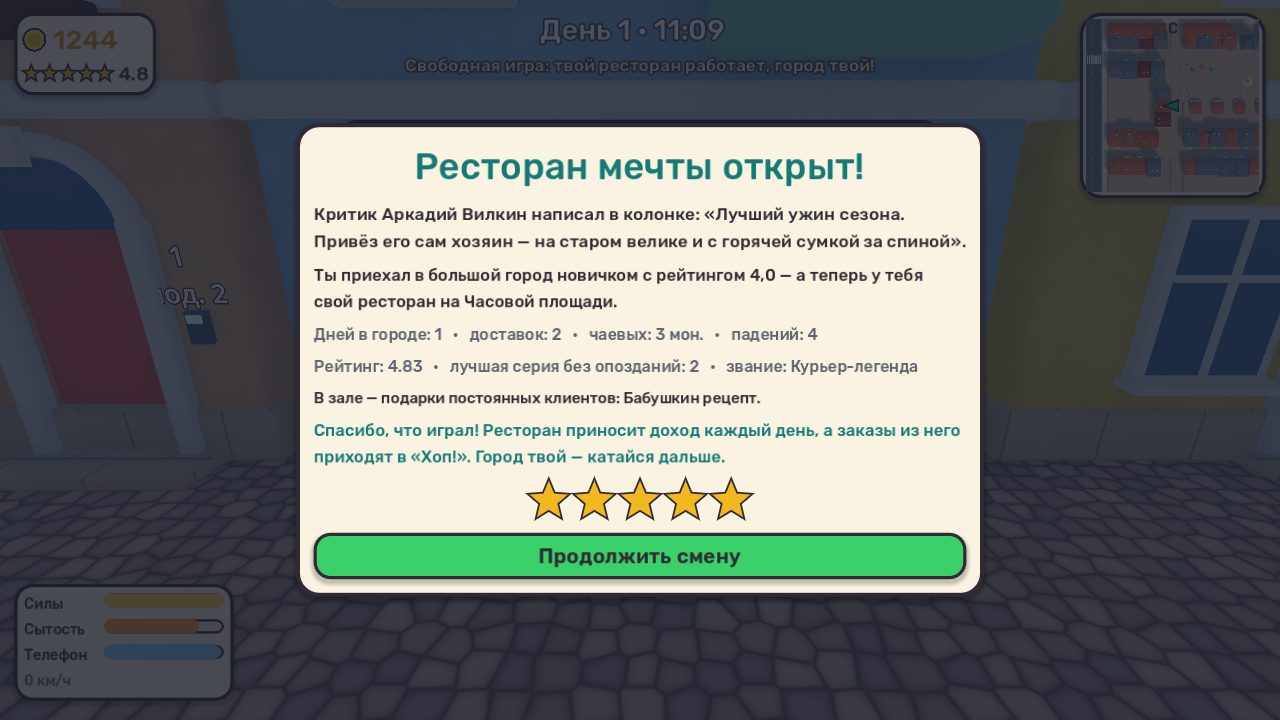 1244
4.8
День 1 • 11:09
Свободная игра: твой ресторан работает, город твой!
С
1
под. 2
Ресторан мечты открыт!
Критик Аркадий Вилкин написал в колонке: «Лучший ужин сезона.
Привёз его сам хозяин — на старом велике и с горячей сумкой за спиной».
Ты приехал в большой город новичком с рейтингом 4,0 — а теперь у тебя
свой ресторан на Часовой площади.
Дней в городе: 1 • доставок: 2 • чаевых: 3 мон. • падений: 4
Рейтинг: 4.83 • лучшая серия без опозданий: 2 • звание: Курьер-легенда
В зале — подарки постоянных клиентов: Бабушкин рецепт.
Спасибо, что играл! Ресторан приносит доход каждый день, а заказы из него
приходят в «Хоп!». Город твой — катайся дальше.
Продолжить смену
Силы
Сытость
Телефон
0 км/ч